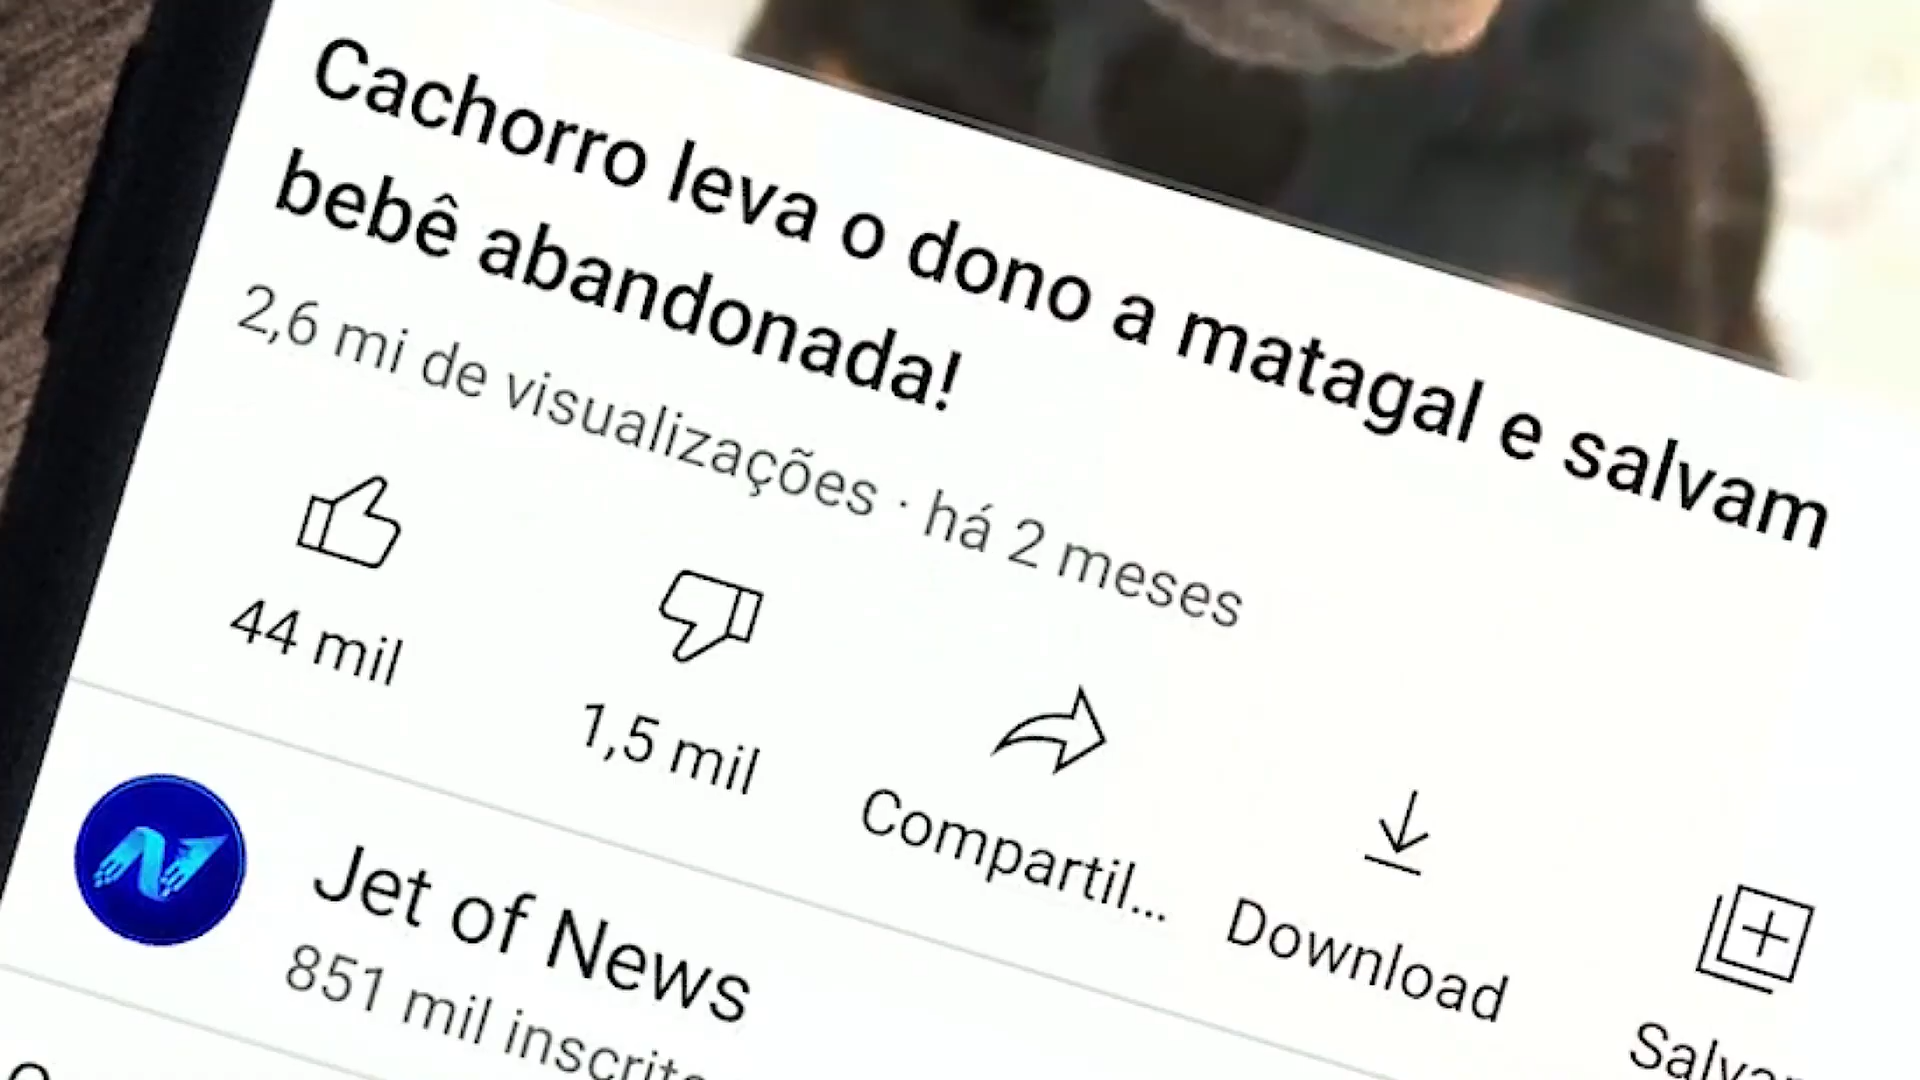 Cachorro leva o dono a matagal e salvam
bebê abandonada!
2,6 mi de visualizações · há 2 meses
44 mil
1,5 mil
Compartil...
Download
Jet of News
851 mil